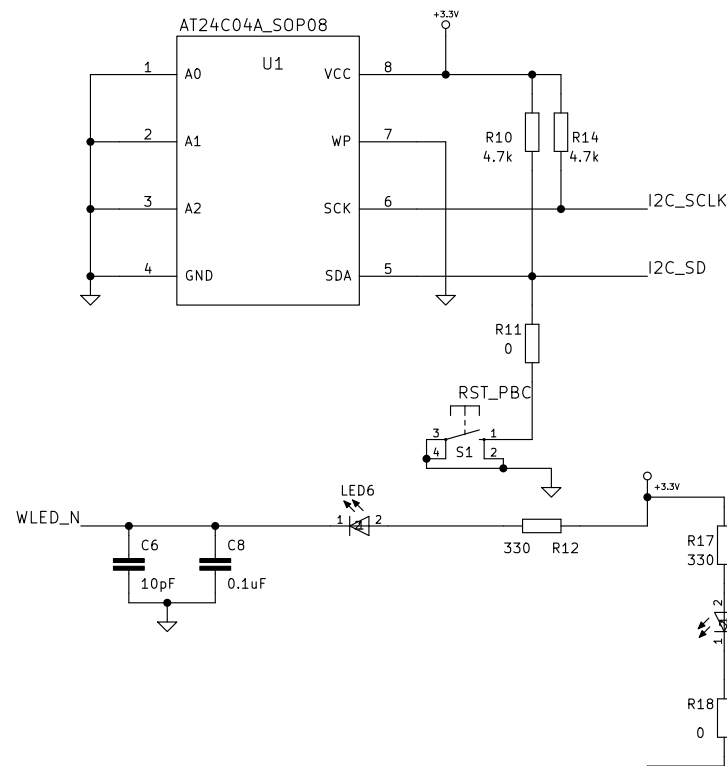 +3.3V
AT24C04A_SOP08
U1
1 A0 VCC 8
2 A1 WP 7
3 A2 SCK 6
4 GND SDA 5
R10
4.7k
R14
4.7k
I2C_SCLK
I2C_SD
R11
0
RST_PBC
3 1
4 2
S1
LED6
+3.3V
WLED_N
1 2
330 R12
C6
10pF
C8
0.1uF
R17
330
2
1
R18
0